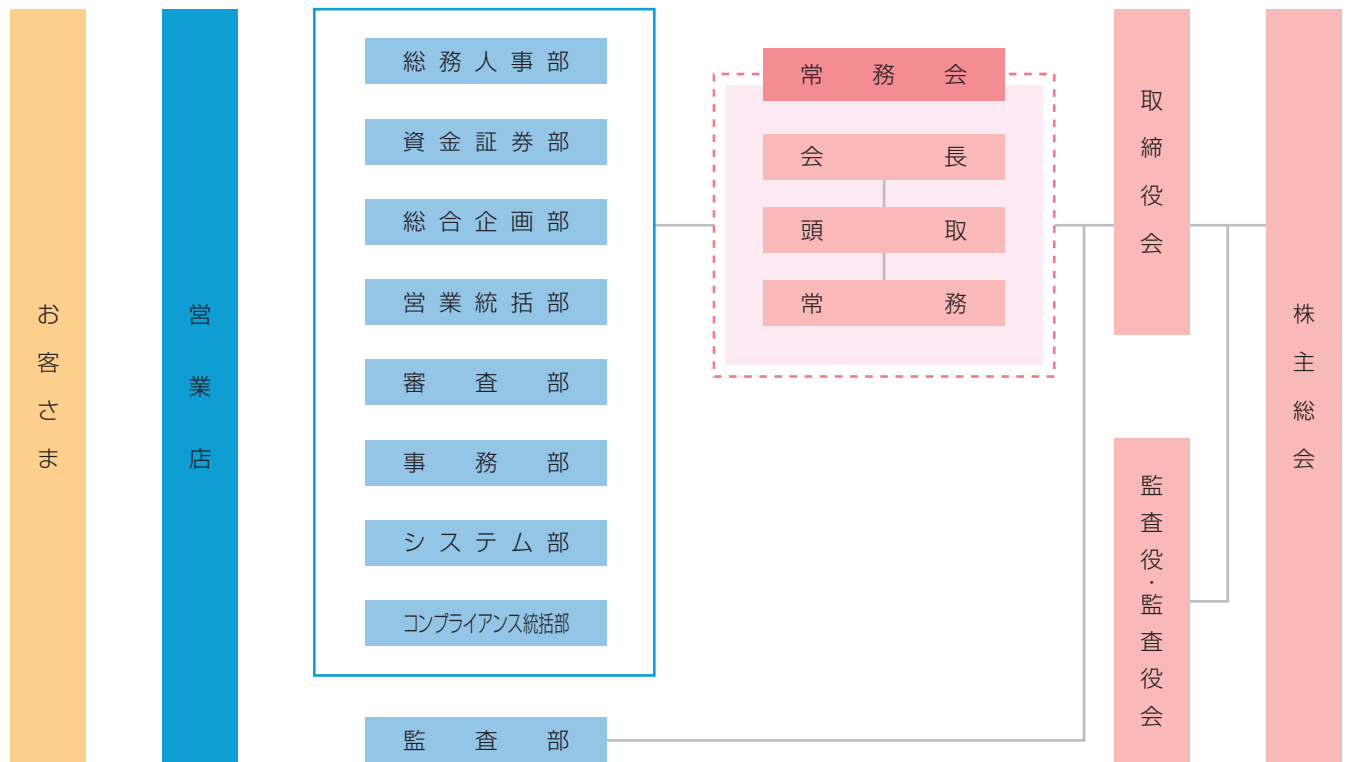 お客さま
営業店
総務人事部
資金証券部
総合企画部
営業統括部
審査部
事務部
システム部
コンプライアンス統括部
監査部
常務会
会長
頭取
常務
取締役会
監査役・監査役会
株主総会